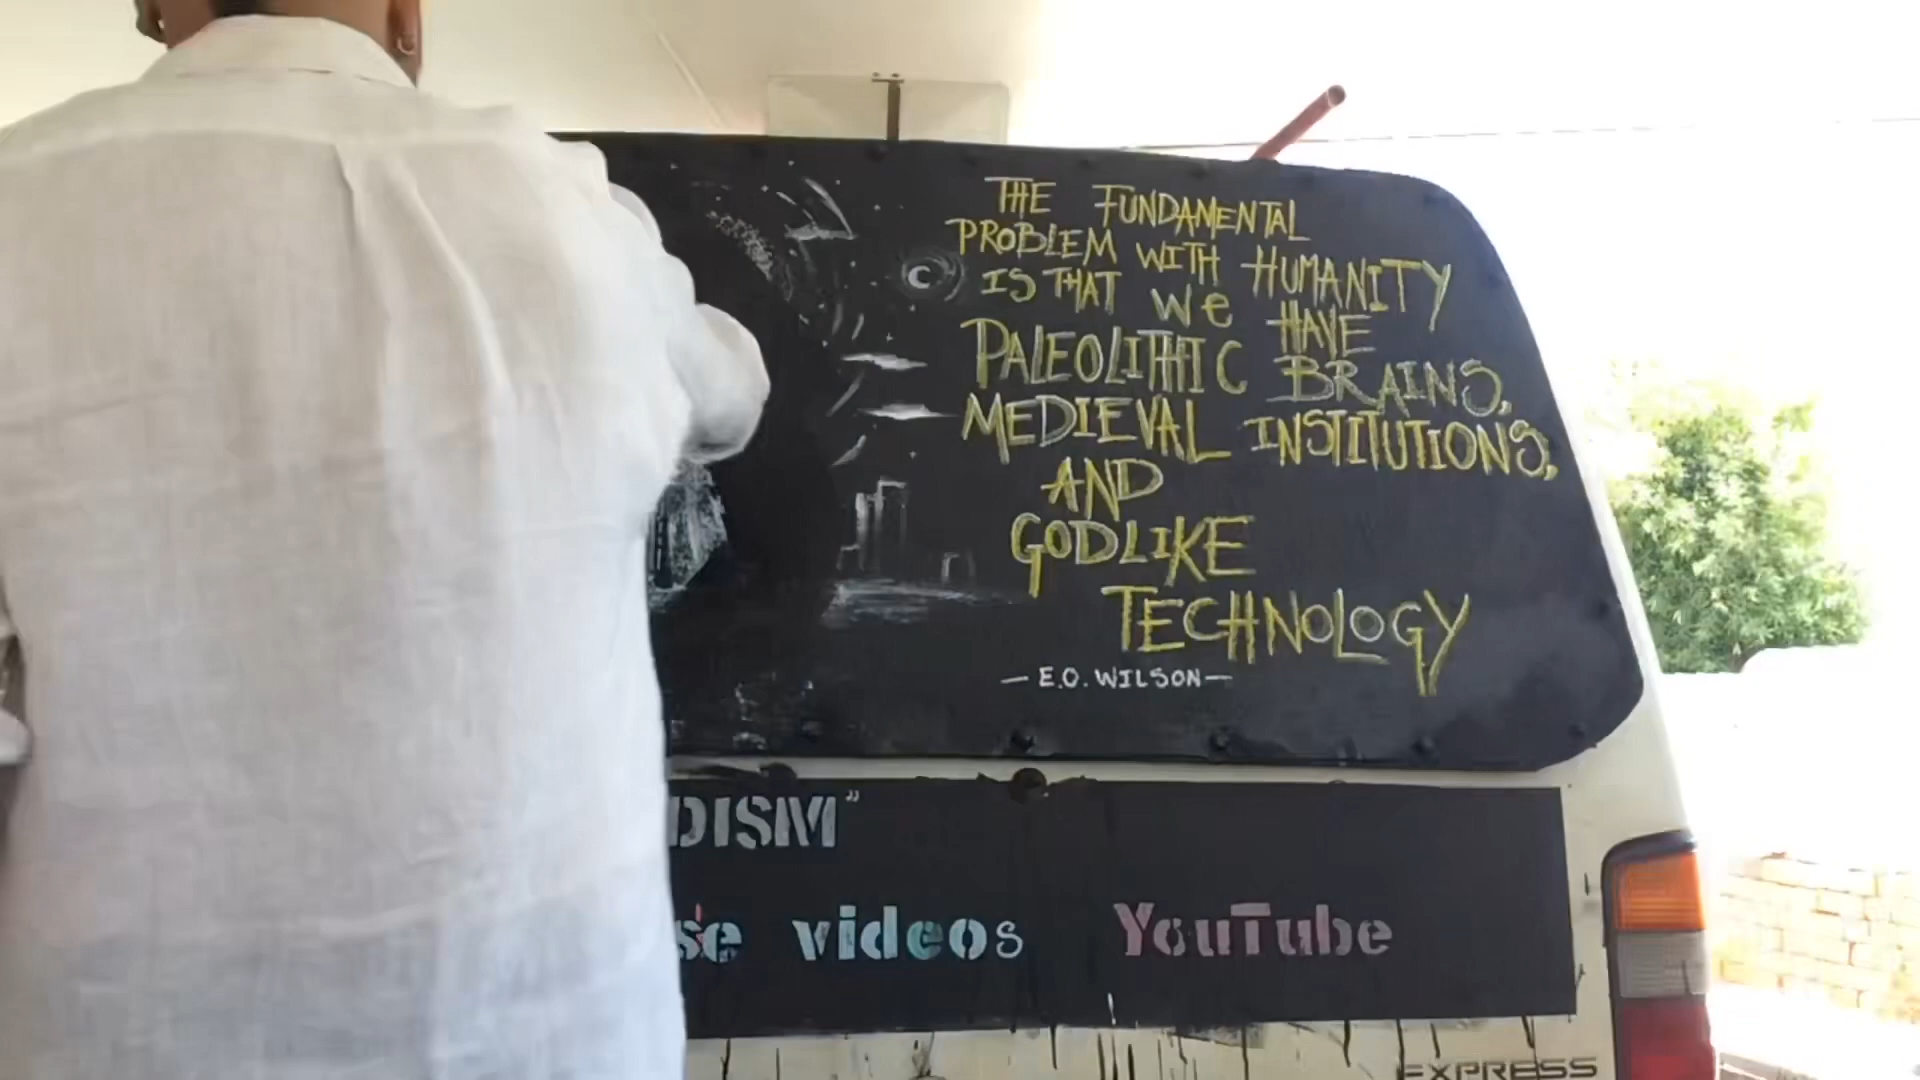 THE FUNDAMENTAL
PROBLEM WITH HUMANITY
IS THAT We HAVE
PALEOLITHIC BRAINS,
MEDIEVAL INSTITUTIONS,
AND
GODLIKE
TECHNOLOGY
— E.O. WILSON —
DISM"
se videos YouTube
EXPRESS